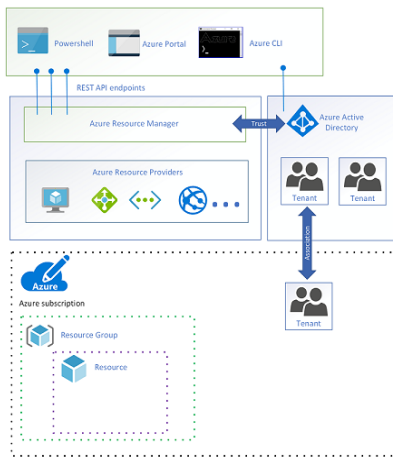 Powershell
Azure Portal
Azure CLI
REST API endpoints
Azure Resource Manager
Trust
Azure Active
Directory
Azure Resource Providers
Tenant
Tenant
Association
Tenant
Azure
Azure subscription
Resource Group
Resource